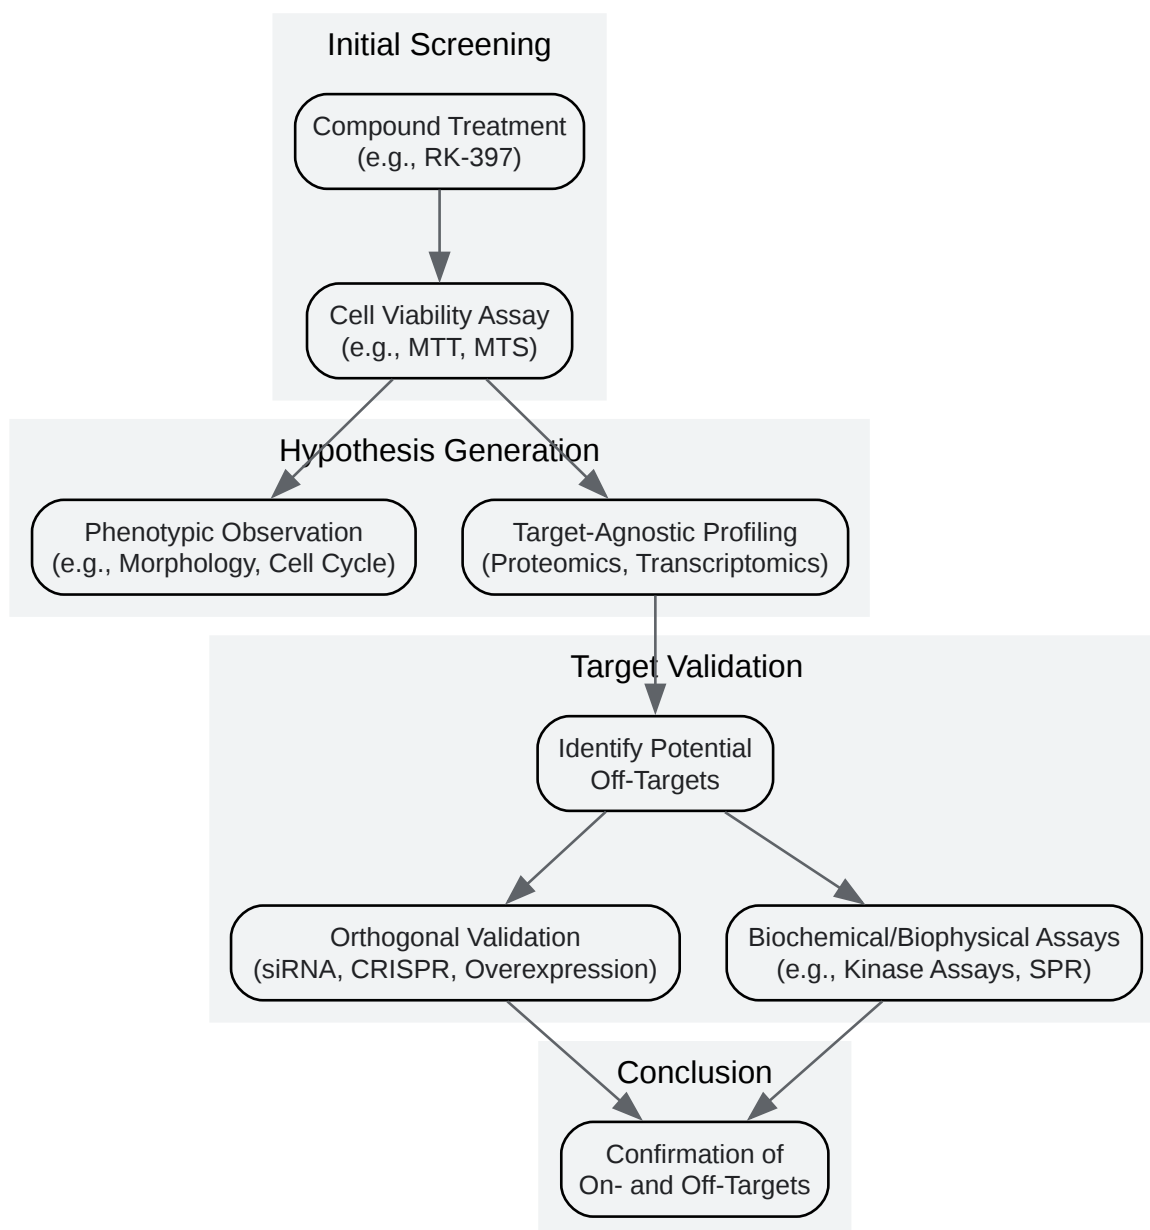 Initial Screening
Compound Treatment
(e.g., RK-397)
Cell Viability Assay
(e.g., MTT, MTS)
Hypothesis Generation
Phenotypic Observation
(e.g., Morphology, Cell Cycle)
Target-Agnostic Profiling
(Proteomics, Transcriptomics)
Target Validation
Identify Potential
Off-Targets
Orthogonal Validation
(siRNA, CRISPR, Overexpression)
Biochemical/Biophysical Assays
(e.g., Kinase Assays, SPR)
Conclusion
Confirmation of
On- and Off-Targets